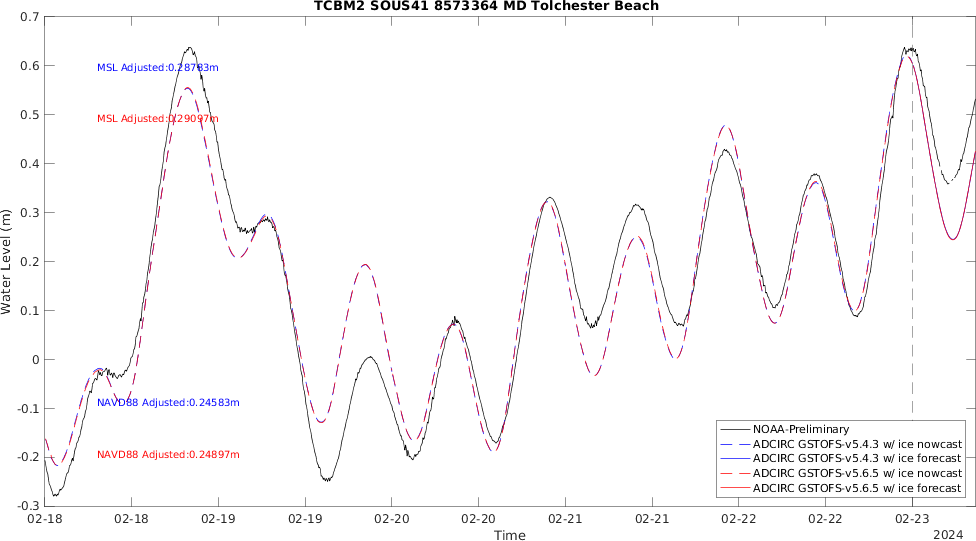 TCBM2 SOUS41 8573364 MD Tolchester Beach
0.7
0.6
0.5
0.4
0.3
0.2
0.1
0
-0.1
-0.2
-0.3
Water Level (m)
MSL Adjusted:0.28783m
MSL Adjusted:0.29097m
NAVD88 Adjusted:0.24583m
NAVD88 Adjusted:0.24897m
NOAA-Preliminary
ADCIRC GSTOFS-v5.4.3 w/ ice nowcast
ADCIRC GSTOFS-v5.4.3 w/ ice forecast
ADCIRC GSTOFS-v5.6.5 w/ ice nowcast
ADCIRC GSTOFS-v5.6.5 w/ ice forecast
02-18 02-18 02-19 02-19 02-20 02-20 02-21 02-21 02-22 02-22 02-23
Time
2024